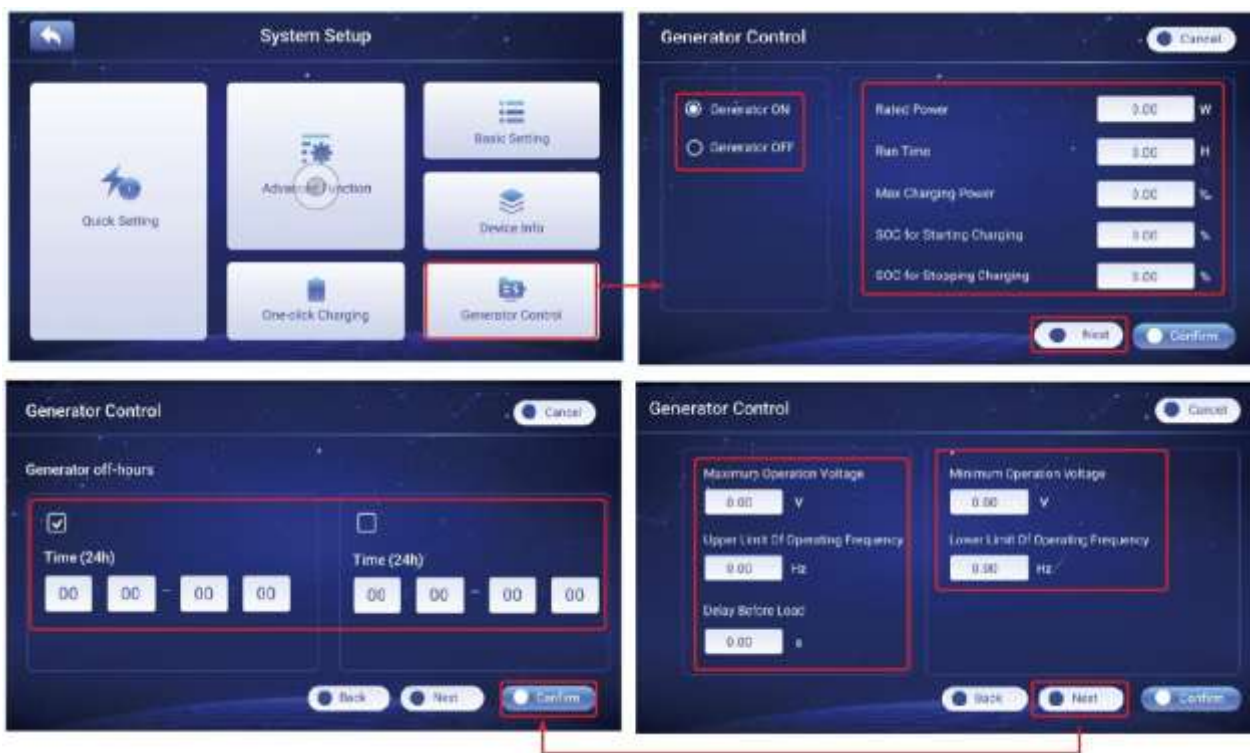 System Setup
Quick Setting
Advanced Function
Basic Setting
Device Info
One-click Charging
Generator Control
Generator Control
Cancel
Generator ON
Generator OFF
Rated Power 0.00 W
Run Time 0.00 H
Max Charging Power 0.00 %
SOC for Starting Charging 0.00 %
SOC for Stopping Charging 0.00 %
Next
Confirm
Generator Control
Cancel
Generator off-hours
Time (24h)
00 00 - 00 00
Time (24h)
00 00 - 00 00
Back
Next
Confirm
Generator Control
Cancel
Maximum Operation Voltage
0.00 V
Upper Limit Of Operating Frequency
0.00 Hz
Delay Before Load
0.00 s
Minimum Operation Voltage
0.00 V
Lower Limit Of Operating Frequency
0.00 Hz
Back
Next
Confirm